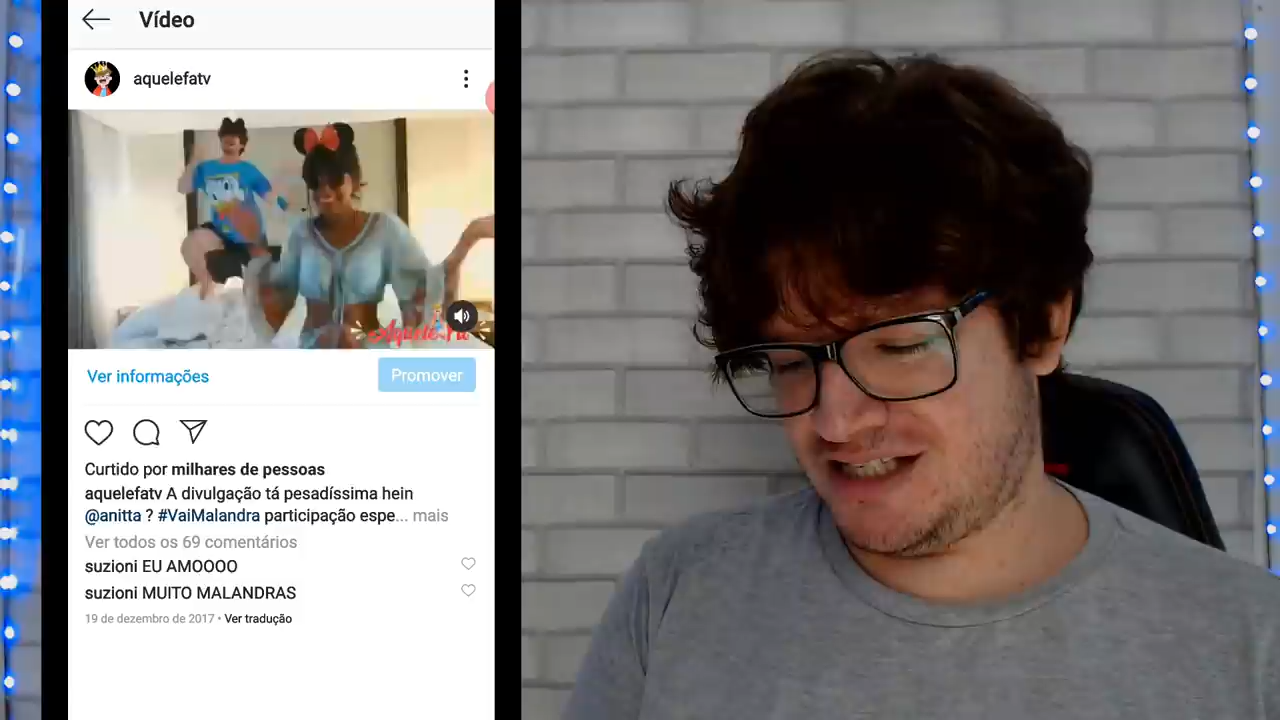 Vídeo
aquelefatv
Ver informações
Promover
Curtido por milhares de pessoas
aquelefatv A divulgação tá pesadíssima hein
@anitta ? #VaiMalandra participação espe... mais
Ver todos os 69 comentários
suzioni EU AMOOOO
suzioni MUITO MALANDRAS
19 de dezembro de 2017 • Ver tradução